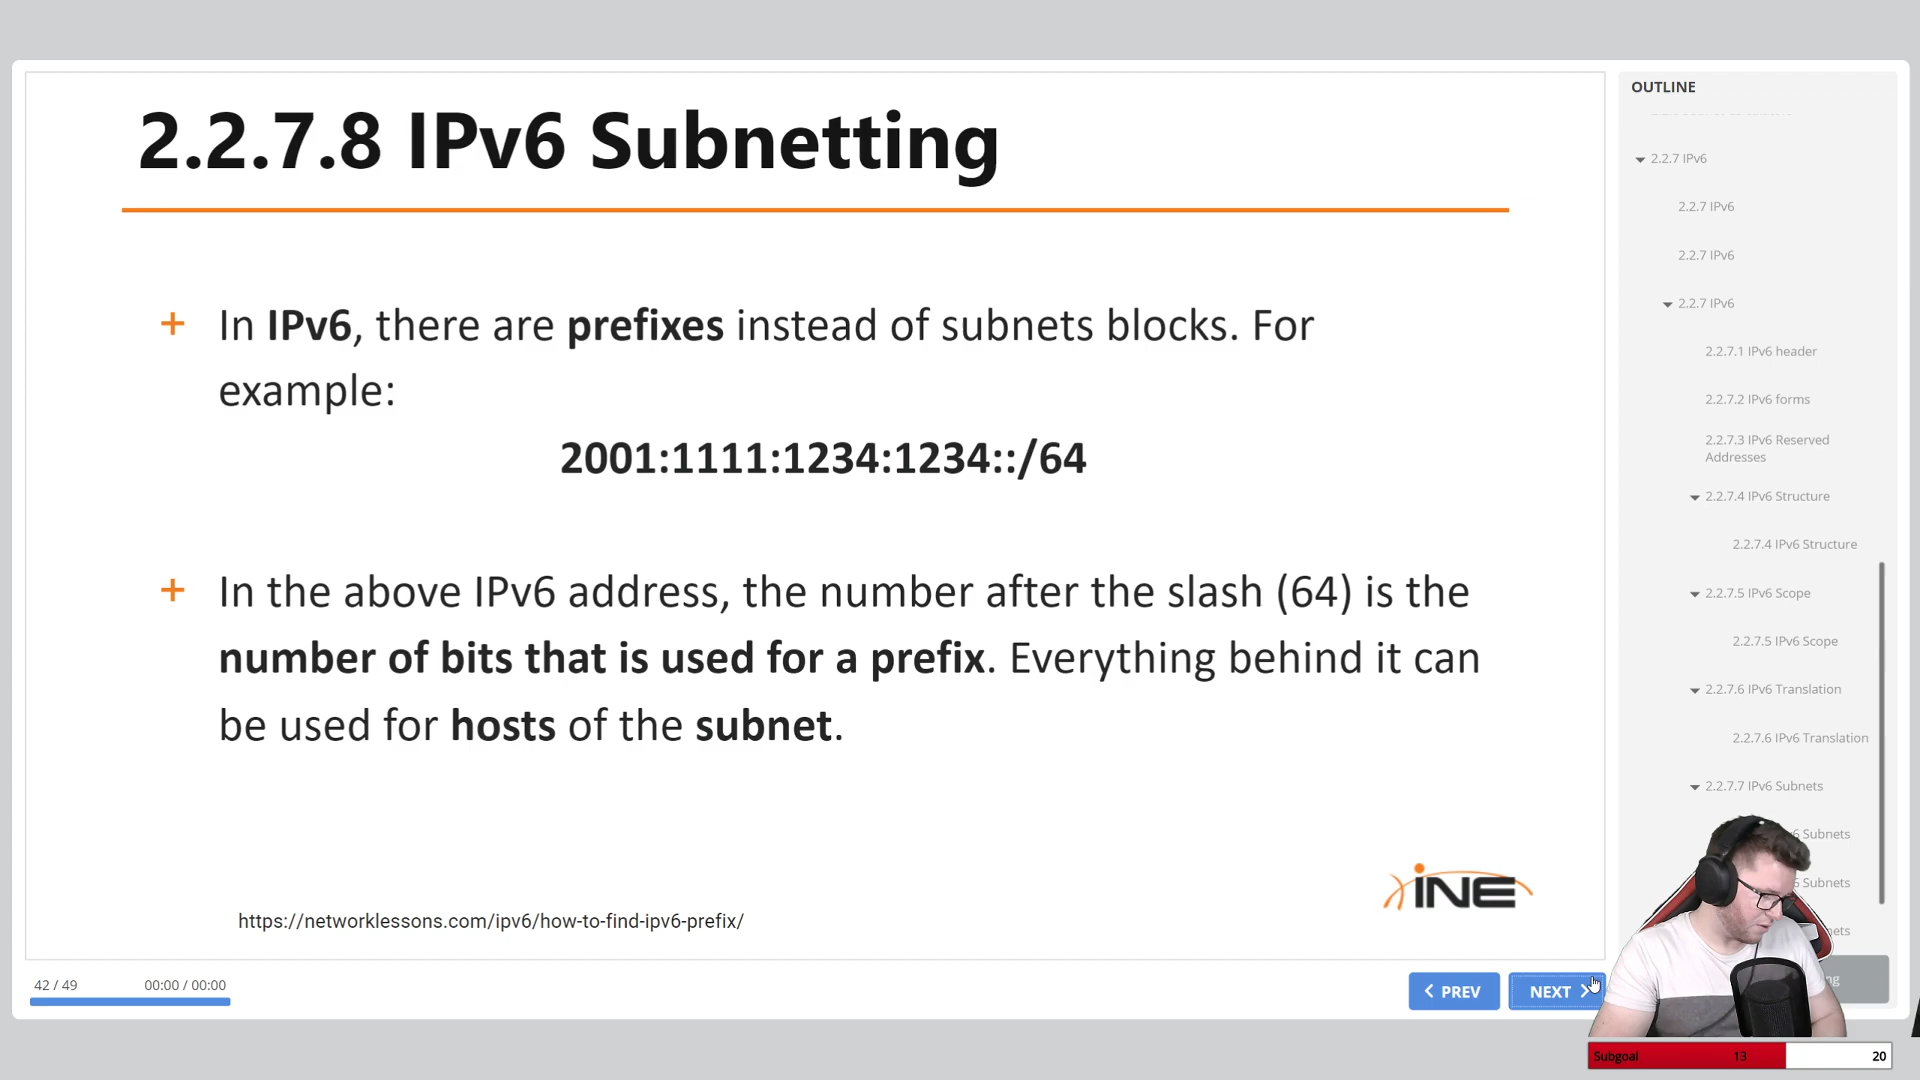 2.2.7.8 IPv6 Subnetting
+ In IPv6, there are prefixes instead of subnets blocks. For
example:
2001:1111:1234:1234::/64
+ In the above IPv6 address, the number after the slash (64) is the
number of bits that is used for a prefix. Everything behind it can
be used for hosts of the subnet.
https://networklessons.com/ipv6/how-to-find-ipv6-prefix/
INE
42 / 49
00:00 / 00:00
PREV
NEXT
OUTLINE
2.2.7 IPv6
2.2.7 IPv6
2.2.7 IPv6
2.2.7 IPv6
2.2.7.1 IPv6 header
2.2.7.2 IPv6 forms
2.2.7.3 IPv6 Reserved
Addresses
2.2.7.4 IPv6 Structure
2.2.7.4 IPv6 Structure
2.2.7.5 IPv6 Scope
2.2.7.5 IPv6 Scope
2.2.7.6 IPv6 Translation
2.2.7.6 IPv6 Translation
2.2.7.7 IPv6 Subnets
Subnets
Subnets
Subgoal 13 20